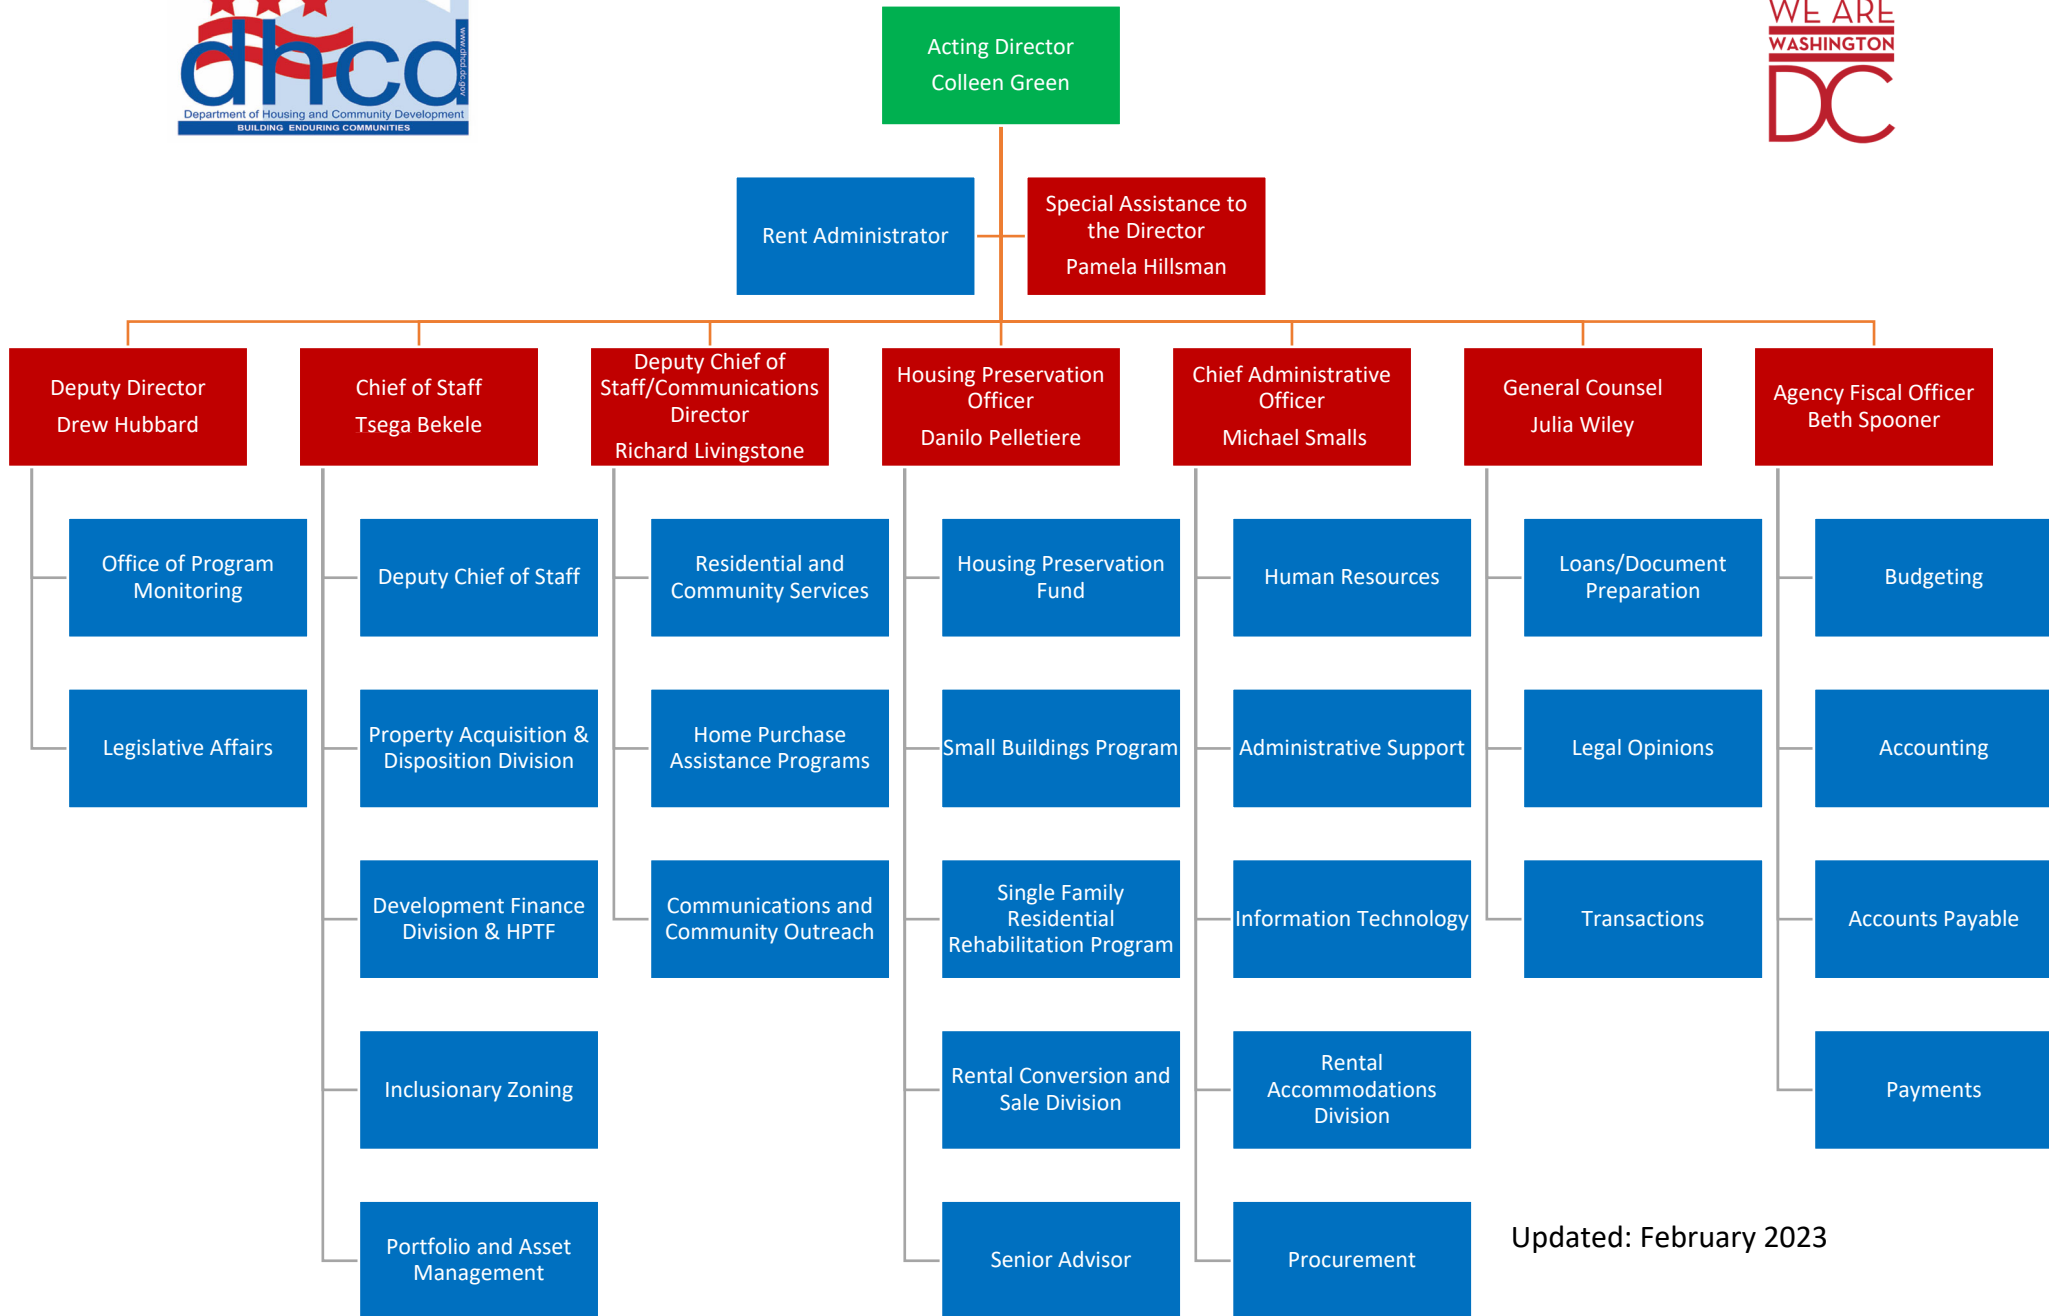 dhcd
www.dhcd.dc.gov
Department of Housing and Community Development
BUILDING ENDURING COMMUNITIES
WE ARE
WASHINGTON
DC
Acting Director
Colleen Green
Rent Administrator
Special Assistance to
the Director
Pamela Hillsman
Deputy Director
Drew Hubbard
Chief of Staff
Tsega Bekele
Deputy Chief of
Staff/Communications
Director
Richard Livingstone
Housing Preservation
Officer
Danilo Pelletiere
Chief Administrative
Officer
Michael Smalls
General Counsel
Julia Wiley
Agency Fiscal Officer
Beth Spooner
Office of Program
Monitoring
Deputy Chief of Staff
Residential and
Community Services
Housing Preservation
Fund
Human Resources
Loans/Document
Preparation
Budgeting
Legislative Affairs
Property Acquisition &
Disposition Division
Home Purchase
Assistance Programs
Small Buildings Program
Administrative Support
Legal Opinions
Accounting
Development Finance
Division & HPTF
Communications and
Community Outreach
Single Family
Residential
Rehabilitation Program
Information Technology
Transactions
Accounts Payable
Inclusionary Zoning
Rental Conversion and
Sale Division
Rental
Accommodations
Division
Payments
Portfolio and Asset
Management
Senior Advisor
Procurement
Updated: February 2023